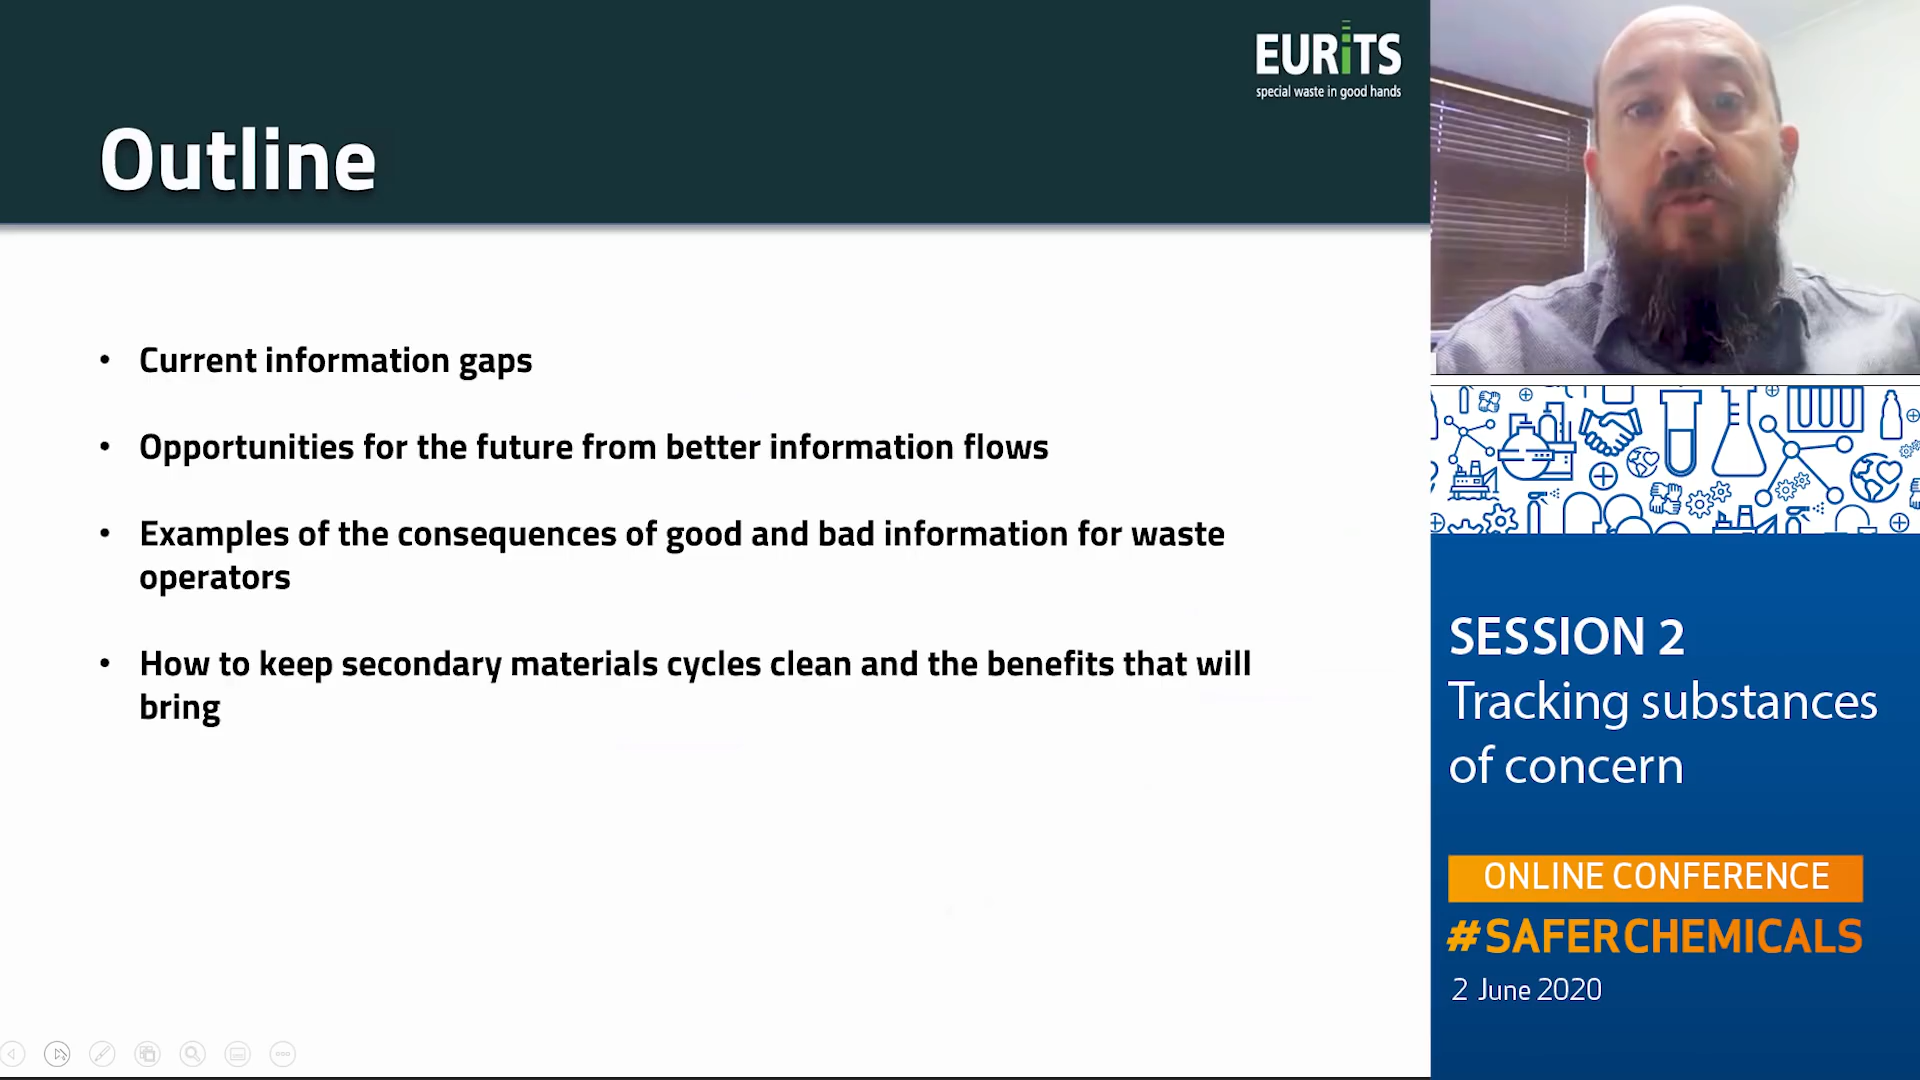 EURiTS
special waste in good hands
Outline
• Current information gaps
• Opportunities for the future from better information flows
• Examples of the consequences of good and bad information for waste
operators
• How to keep secondary materials cycles clean and the benefits that will
bring
SESSION 2
Tracking substances
of concern
ONLINE CONFERENCE
#SAFERCHEMICALS
2 June 2020